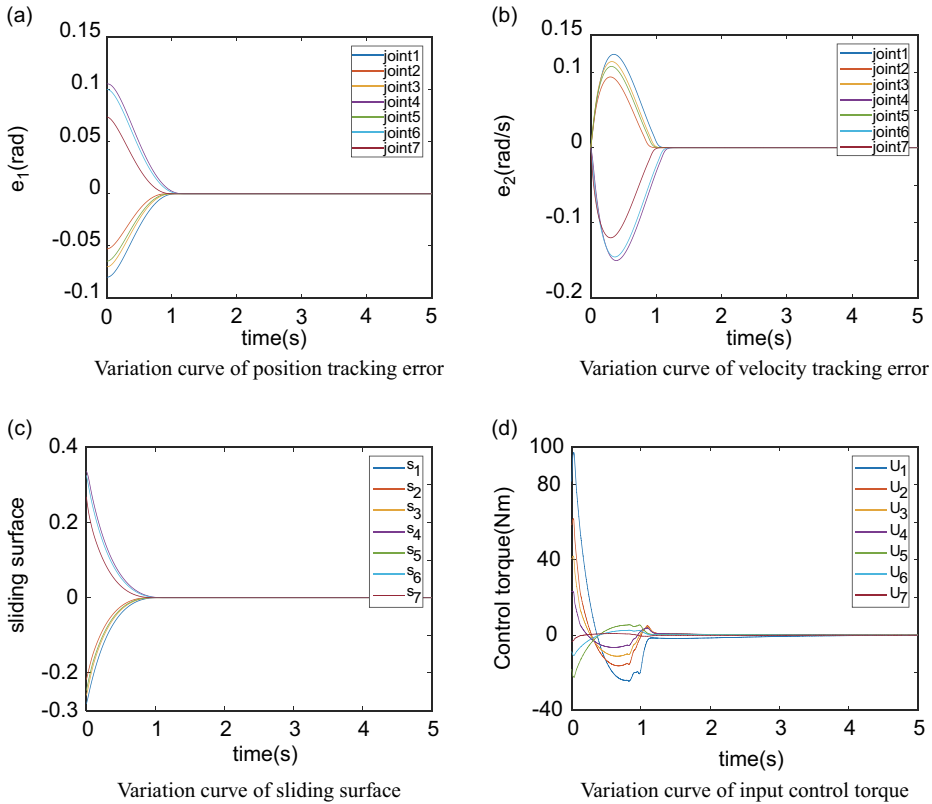 (a)
0.15
0.1
0.05
0
-0.05
-0.1
e1(rad)
joint1
joint2
joint3
joint4
joint5
joint6
joint7
0 1 2 3 4 5
time(s)
Variation curve of position tracking error
(b)
0.15
0.1
0
-0.1
-0.2
e2(rad/s)
joint1
joint2
joint3
joint4
joint5
joint6
joint7
0 1 2 3 4 5
time(s)
Variation curve of velocity tracking error
(c)
0.4
0.2
0
-0.2
-0.3
sliding surface
s1
s2
s3
s4
s5
s6
s7
0 1 2 3 4 5
time(s)
Variation curve of sliding surface
(d)
100
80
40
0
-40
Control torque(Nm)
U1
U2
U3
U4
U5
U6
U7
0 1 2 3 4 5
time(s)
Variation curve of input control torque